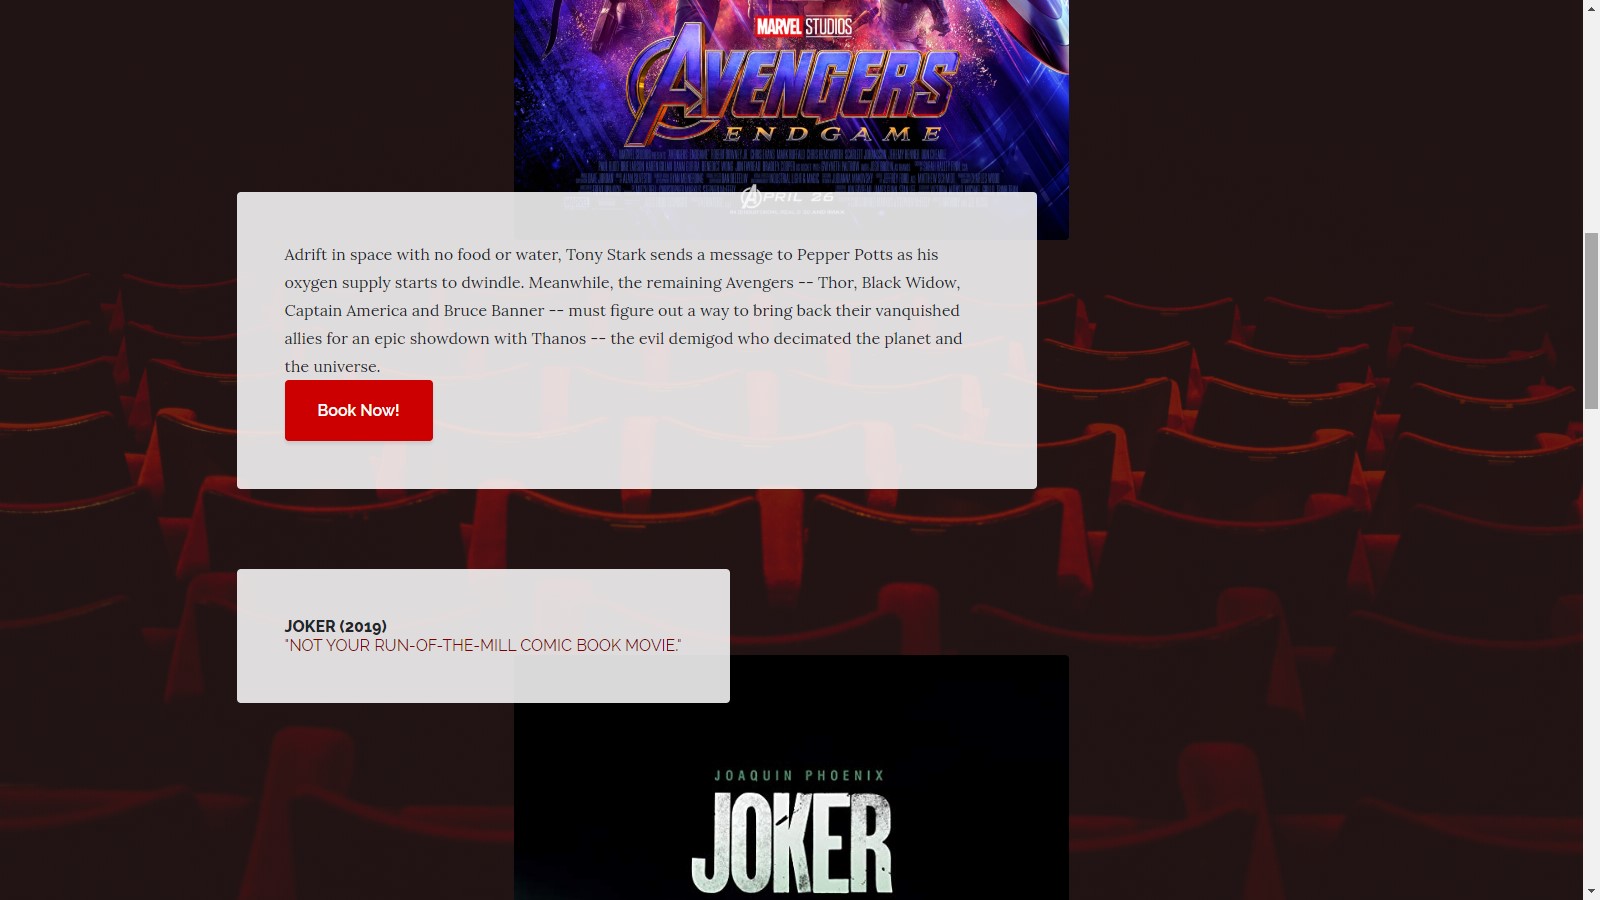 MARVEL STUDIOS
AVENGERS
ENDGAME
APRIL 26
Adrift in space with no food or water, Tony Stark sends a message to Pepper Potts as his
oxygen supply starts to dwindle. Meanwhile, the remaining Avengers -- Thor, Black Widow,
Captain America and Bruce Banner -- must figure out a way to bring back their vanquished
allies for an epic showdown with Thanos -- the evil demigod who decimated the planet and
the universe.
Book Now!
JOKER (2019)
"NOT YOUR RUN-OF-THE-MILL COMIC BOOK MOVIE."
JOAQUIN PHOENIX
JOKER